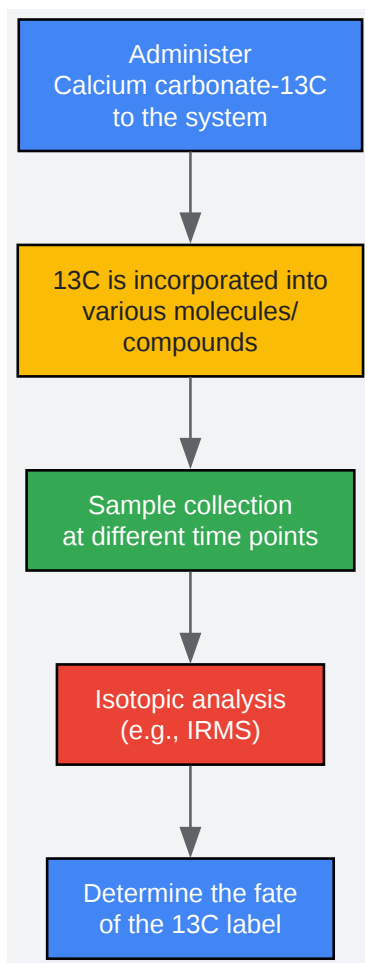 Administer
Calcium carbonate-13C
to the system
13C is incorporated into
various molecules/
compounds
Sample collection
at different time points
Isotopic analysis
(e.g., IRMS)
Determine the fate
of the 13C label